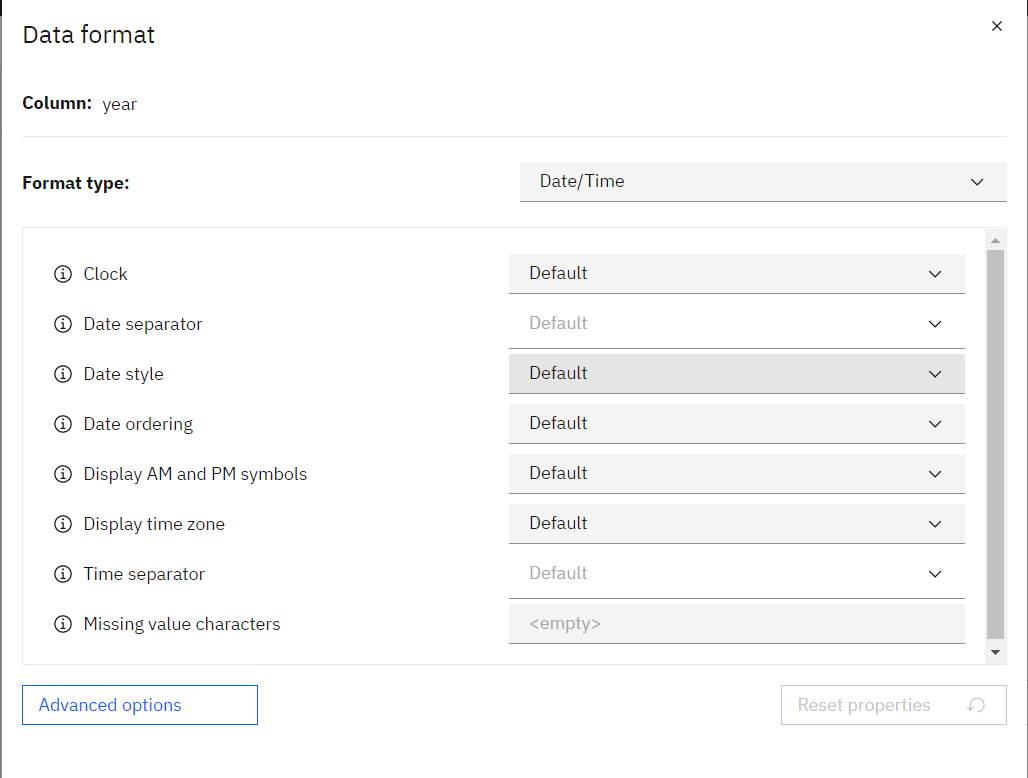 Data format
Column: year
Format type: Date/Time
Clock Default
Date separator Default
Date style Default
Date ordering Default
Display AM and PM symbols Default
Display time zone Default
Time separator Default
Missing value characters <empty>
Advanced options Reset properties